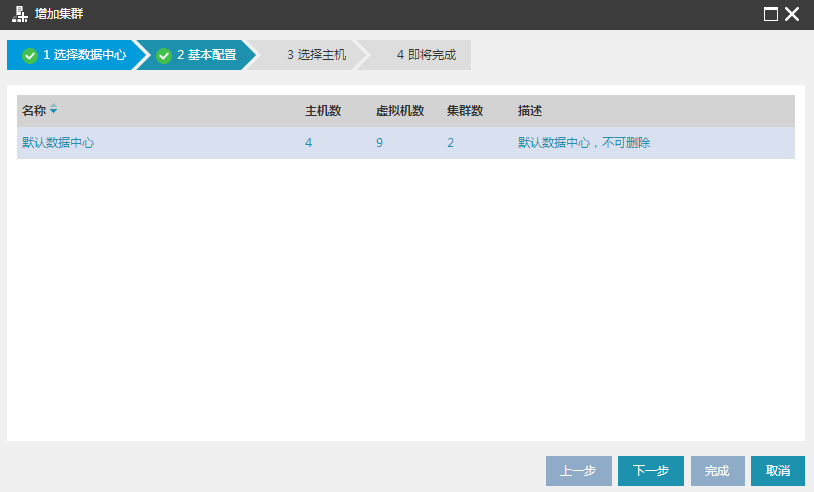 增加集群
1 选择数据中心 2 基本配置 3 选择主机 4 即将完成
名称 主机数 虚拟机数 集群数 描述
默认数据中心 4 9 2 默认数据中心，不可删除
上一步 下一步 完成 取消